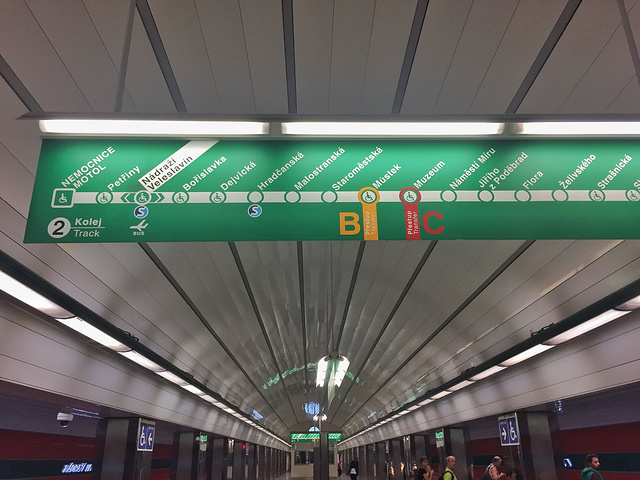 NEMOCNICE
MOTOL
Petřiny
Nádraží
Veleslavín
Bořislavka
Dejvická
Hradčanská
Malostranská
Staroměstská
Můstek
Muzeum
Náměstí Míru
Jiřího
z Poděbrad
Flora
Želivského
Strašnická
S
S
BUS
2 Kolej
Track
B Přestup
Transfer
Přestup
Transfer C